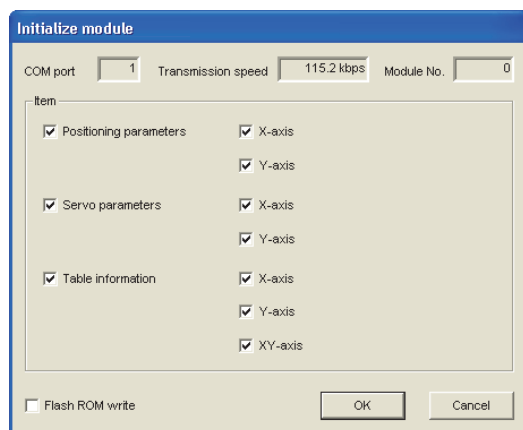 Initialize module
COM port 1 Transmission speed 115.2 kbps Module No. 0
Item
Positioning parameters X-axis
Y-axis
Servo parameters X-axis
Y-axis
Table information X-axis
Y-axis
XY-axis
Flash ROM write OK Cancel